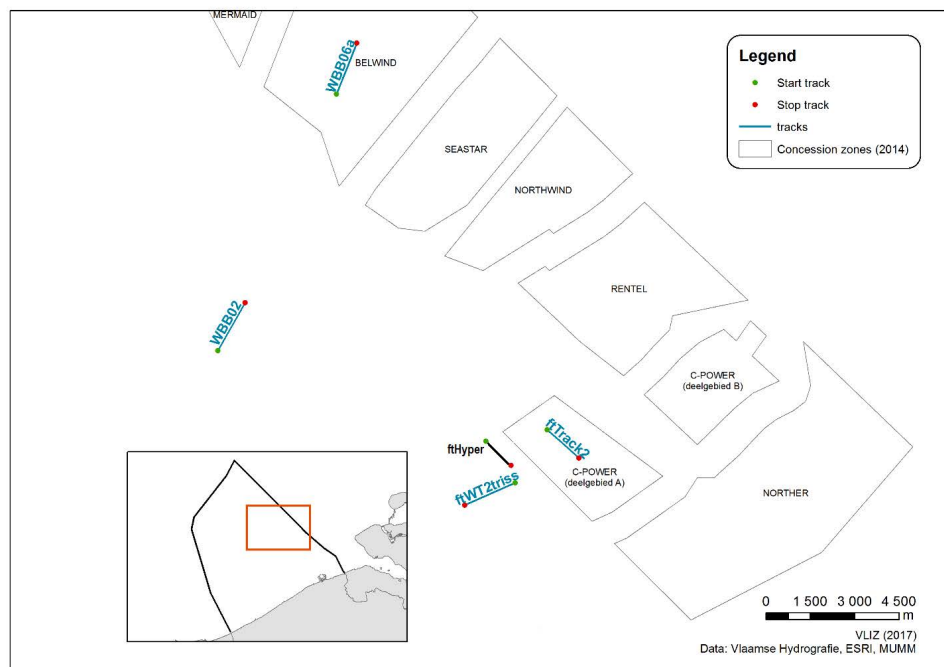 MERMAID
WBB06a
BELWIND
SEASTAR
NORTHWIND
RENTEL
C-POWER
(deelgebied B)
WBB02
ftHyper
ftTrack2
C-POWER
(deelgebied A)
ftWT2triss
NORTHER
Legend
Start track
Stop track
tracks
Concession zones (2014)
0 1 500 3 000 4 500
m
VLIZ (2017)
Data: Vlaamse Hydrografie, ESRI, MUMM